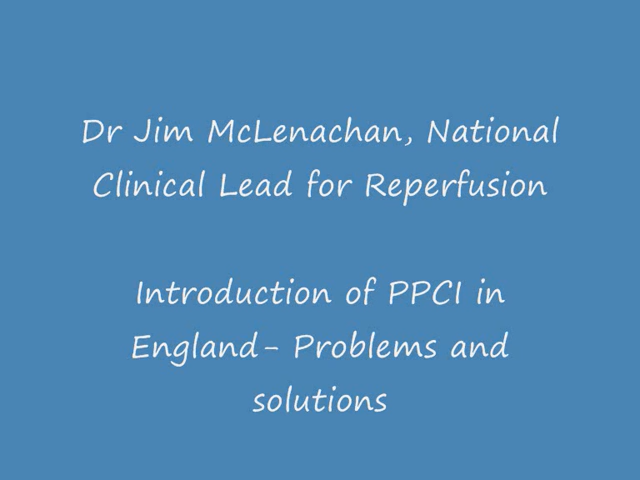 Dr Jim McLenachan, National
Clinical Lead for Reperfusion
Introduction of PPCI in
England- Problems and
solutions